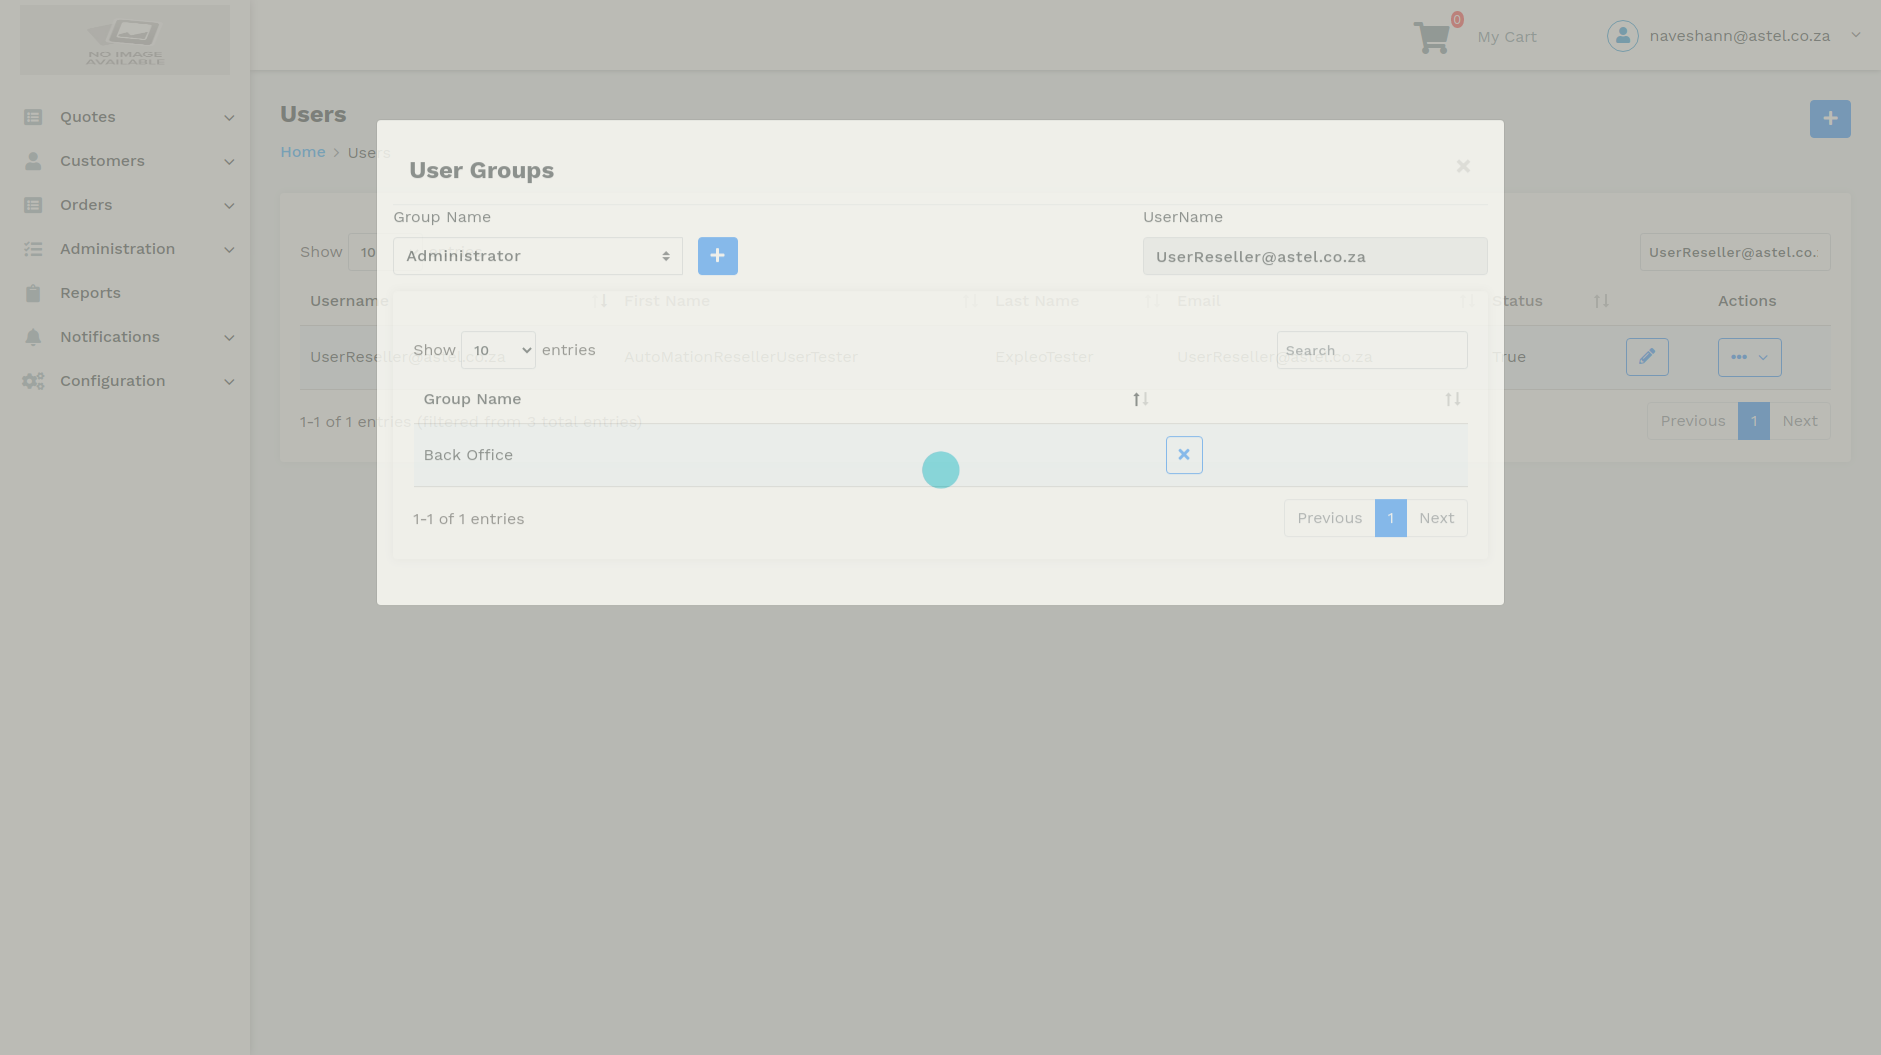 NO IMAGE
AVAILABLE
0
My Cart
naveshann@astel.co.za
Quotes
Customers
Orders
Administration
Reports
Notifications
Configuration
Users
Home > Users
Show 10 entries
UserReseller@astel.co.
Username First Name Last Name Email Status Actions
UserReseller@astel.co.za AutoMationResellerUserTester ExpleoTester UserReseller@astel.co.za True
1-1 of 1 entries (filtered from 3 total entries)
Previous 1 Next
User Groups
Group Name
UserName
Administrator
UserReseller@astel.co.za
Show 10 entries
Search
Group Name
Back Office
1-1 of 1 entries
Previous 1 Next